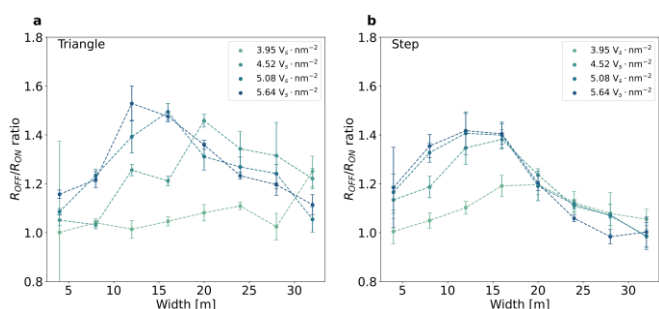 a
Triangle
3.95 Vₛ · nm⁻²
4.52 Vₛ · nm⁻²
5.08 Vₛ · nm⁻²
5.64 Vₛ · nm⁻²
1.8
1.6
1.4
1.2
1.0
0.8
R_OFF/R_ON ratio
5 10 15 20 25 30
Width [m]
b
Step
3.95 Vₛ · nm⁻²
4.52 Vₛ · nm⁻²
5.08 Vₛ · nm⁻²
5.64 Vₛ · nm⁻²
1.8
1.6
1.4
1.2
1.0
0.8
R_OFF/R_ON ratio
5 10 15 20 25 30
Width [m]